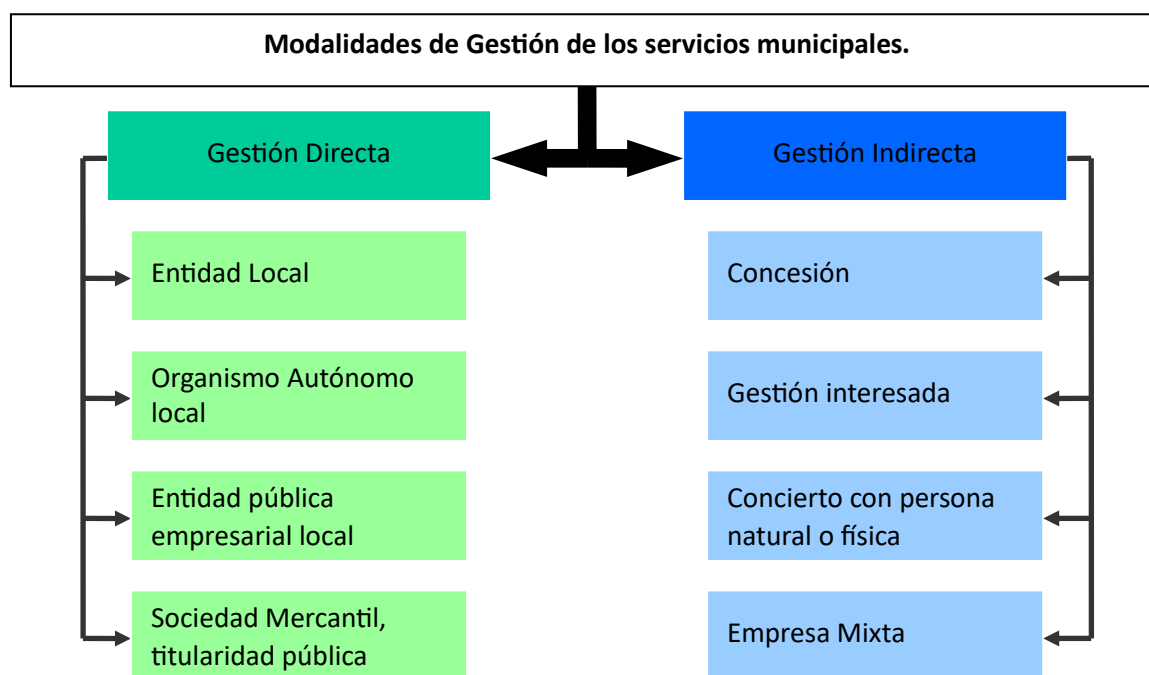 Modalidades de Gestión de los servicios municipales.
Gestión Directa
Entidad Local
Organismo Autónomo
local
Entidad pública
empresarial local
Sociedad Mercantil,
titularidad pública
Gestión Indirecta
Concesión
Gestión interesada
Concierto con persona
natural o física
Empresa Mixta